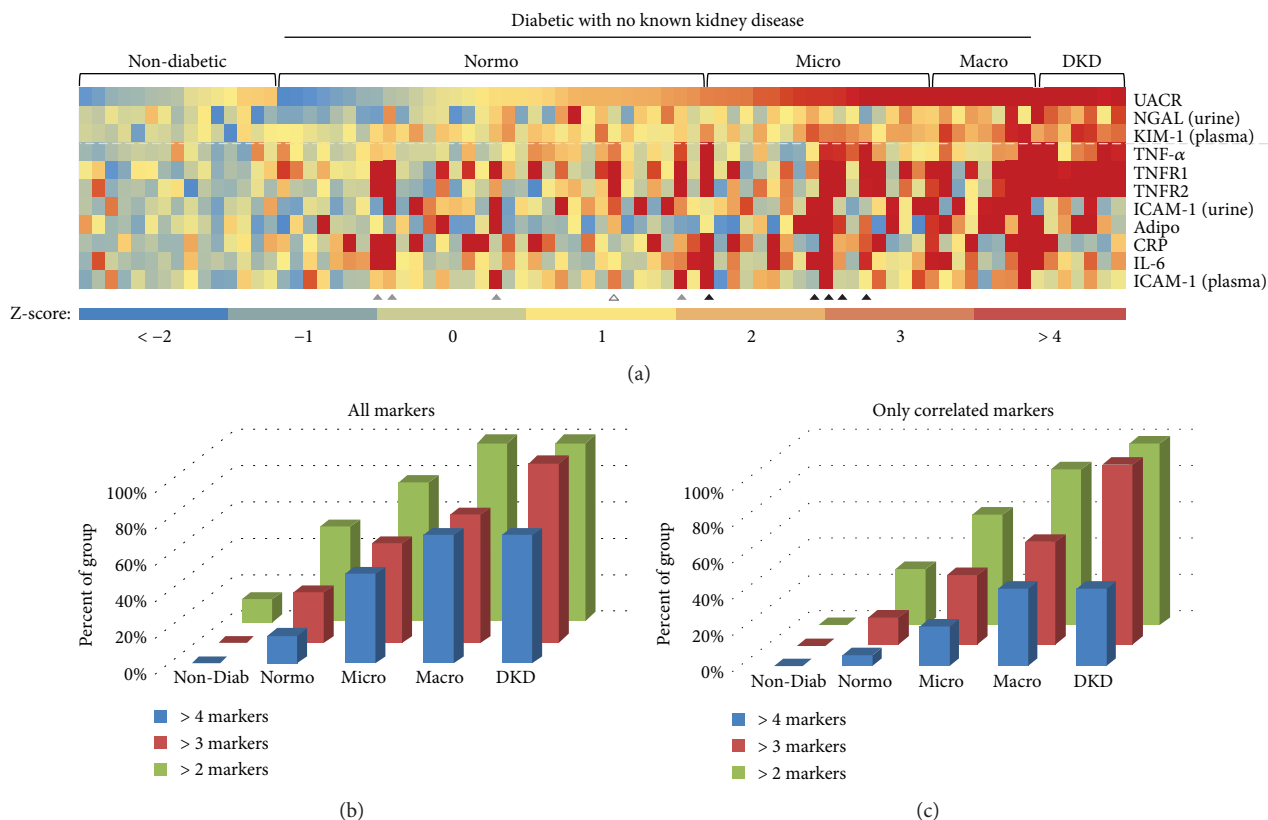 Diabetic with no known kidney disease
Non-diabetic Normo Micro Macro DKD
UACR
NGAL (urine)
KIM-1 (plasma)
TNF-α
TNFR1
TNFR2
ICAM-1 (urine)
Adipo
CRP
IL-6
ICAM-1 (plasma)
Z-score:
< −2 −1 0 1 2 3 > 4
(a)
All markers
Percent of group
100%
80%
60%
40%
20%
0%
Non-Diab Normo Micro Macro DKD
> 4 markers
> 3 markers
> 2 markers
(b)
Only correlated markers
Percent of group
100%
80%
60%
40%
20%
0%
Non-Diab Normo Micro Macro DKD
> 4 markers
> 3 markers
> 2 markers
(c)